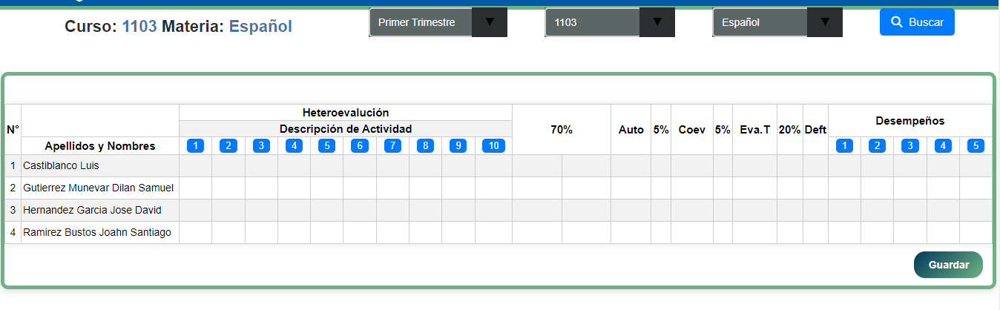 Curso: 1103 Materia: Español
Primer Trimestre ▼
1103 ▼
Español ▼
Buscar
N°
Apellidos y Nombres
Heteroevalución
Descripción de Actividad
1 2 3 4 5 6 7 8 9 10
70% Auto 5% Coev 5% Eva.T 20% Deft
Desempeños
1 2 3 4 5
1 Castiblanco Luis
2 Gutierrez Munevar Dilan Samuel
3 Hernandez Garcia Jose David
4 Ramirez Bustos Joahn Santiago
Guardar